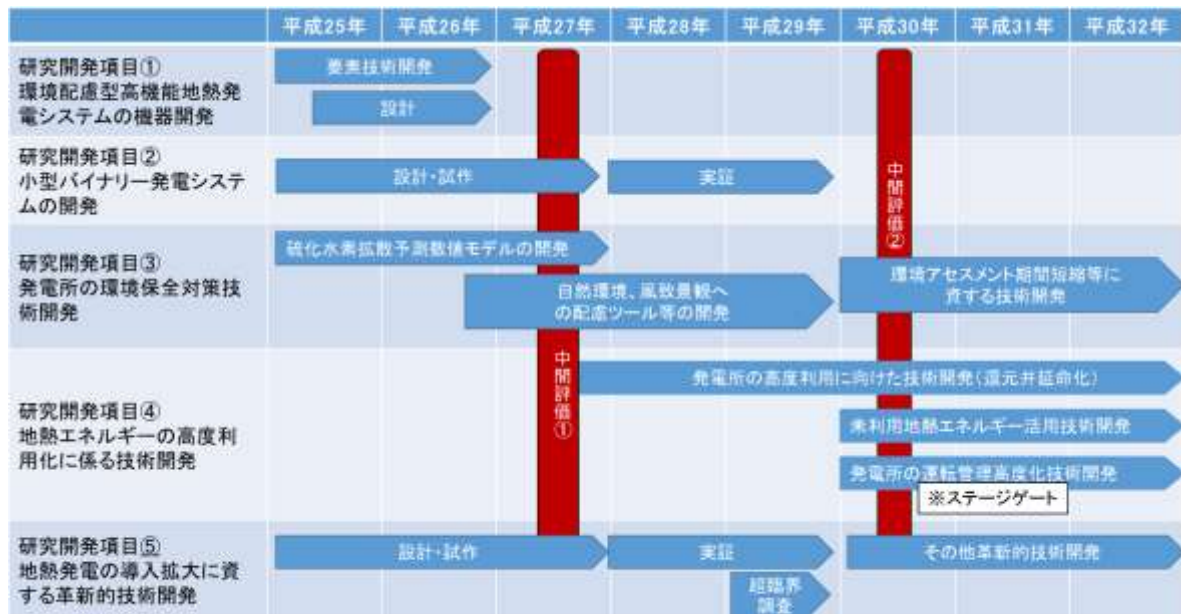 平成25年 平成26年 平成27年 平成28年 平成29年 平成30年 平成31年 平成32年
研究開発項目①
環境配慮型高機能地熱発
電システムの機器開発
要素技術開発
設計
研究開発項目②
小型バイナリー発電システ
ムの開発
設計・試作
実証
研究開発項目③
発電所の環境保全対策技
術開発
硫化水素拡散予測数値モデルの開発
自然環境、風致景観へ
の配慮ツール等の開発
環境アセスメント期間短縮等に
資する技術開発
中間評価①
中間評価②
研究開発項目④
地熱エネルギーの高度利
用化に係る技術開発
発電所の高度利用に向けた技術開発(還元井延命化)
未利用地熱エネルギー活用技術開発
発電所の運転管理高度化技術開発
※ステージゲート
研究開発項目⑤
地熱発電の導入拡大に資
する革新的技術開発
設計・試作
実証
超臨界
調査
その他革新的技術開発